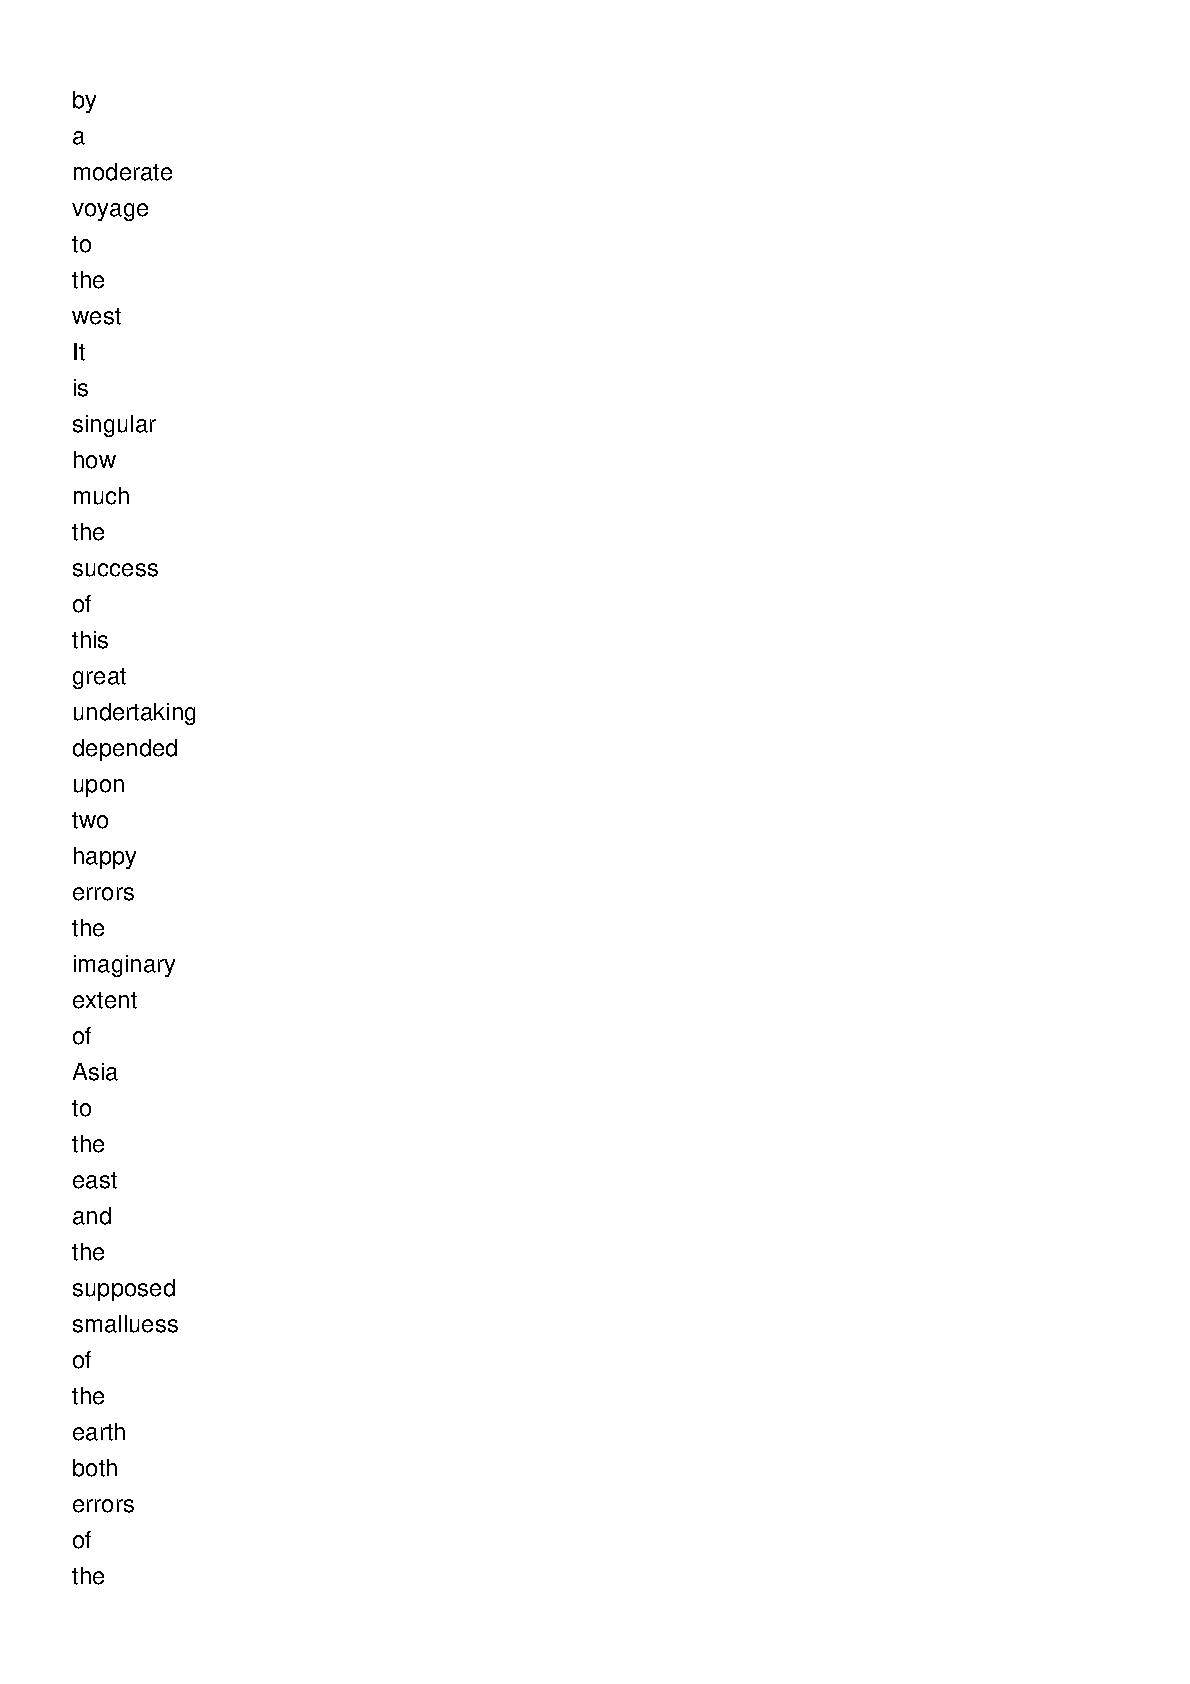 by
a
moderate
voyage
to
the
west
It
is
singular
how
much
the
success
of
this
great
undertaking
depended
upon
two
happy
errors
the
imaginary
extent
of
Asia
to
the
east
and
the
supposed
smalluess
of
the
earth
both
errors
of
the